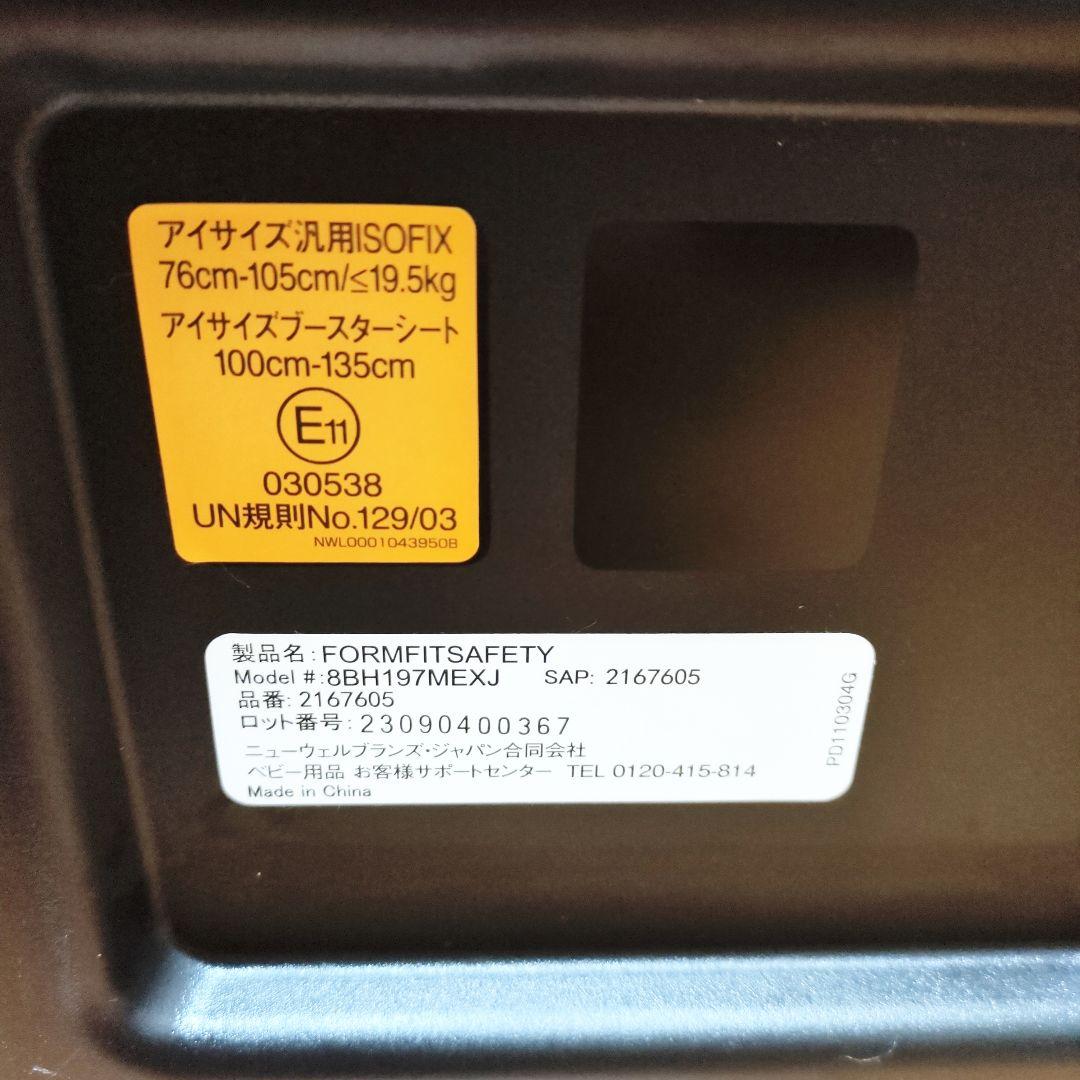 アイサイズ汎用ISOFIX
76cm-105cm/≤19.5kg
アイサイズブースターシート
100cm-135cm
E11
030538
UN規則No.129/03
NWL0001043950B
製品名:FORMFITSAFETY
Model #:8BH197MEXJ SAP: 2167605
品番: 2167605
ロット番号: 23090400367
ニューウェルブランズ・ジャパン合同会社
ベビー用品 お客様サポートセンター TEL 0120-415-814
Made in China
PD110304G